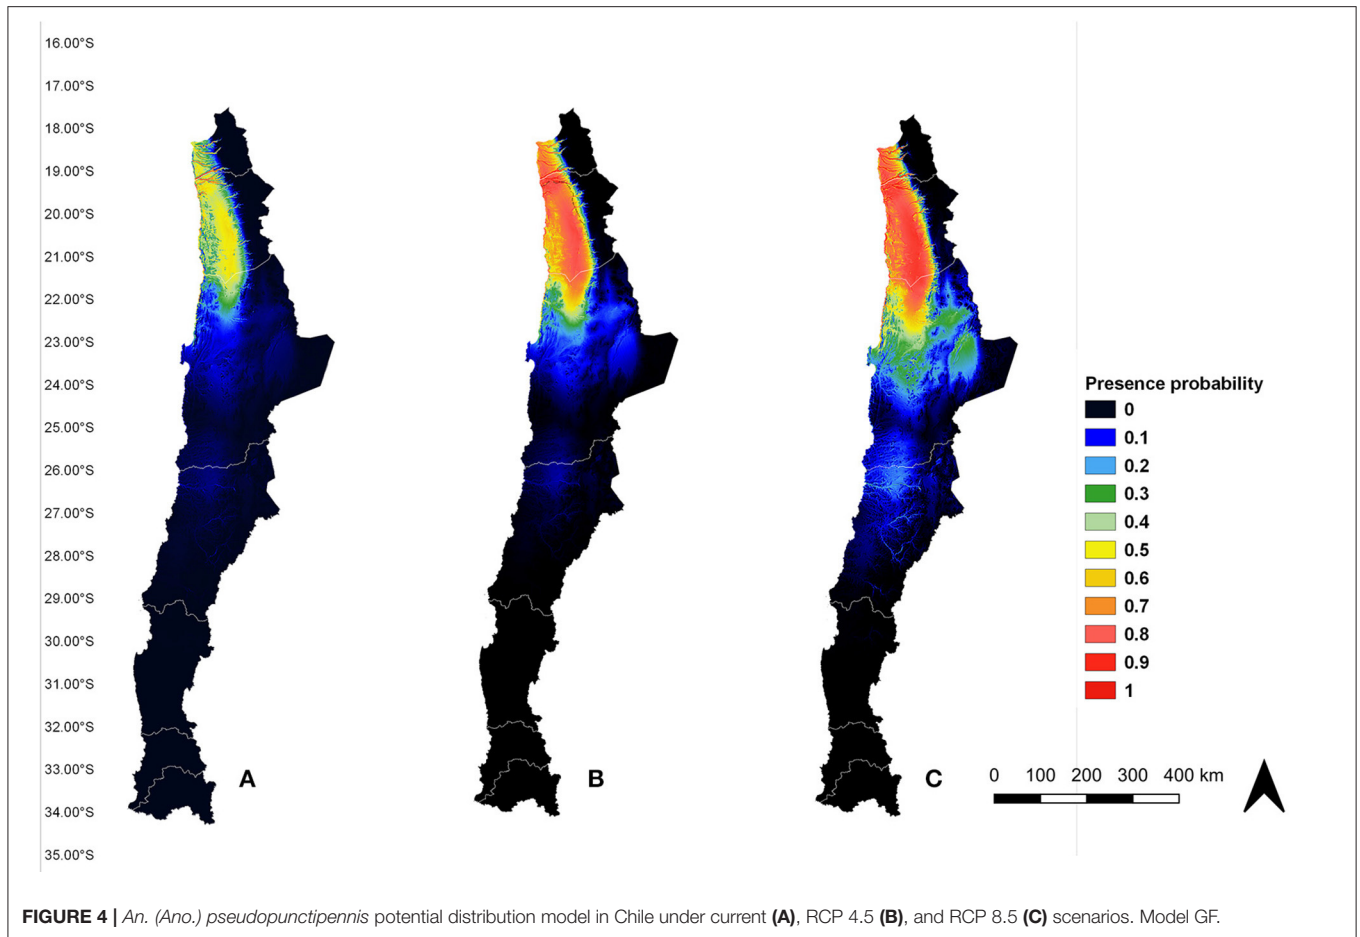 16.00°S
17.00°S
18.00°S
19.00°S
20.00°S
21.00°S
22.00°S
23.00°S
24.00°S
25.00°S
26.00°S
27.00°S
28.00°S
29.00°S
30.00°S
31.00°S
32.00°S
33.00°S
34.00°S
35.00°S
A
B
C
Presence probability
0
0.1
0.2
0.3
0.4
0.5
0.6
0.7
0.8
0.9
1
0 100 200 300 400 km
FIGURE 4 | An. (Ano.) pseudopunctipennis potential distribution model in Chile under current (A), RCP 4.5 (B), and RCP 8.5 (C) scenarios. Model GF.